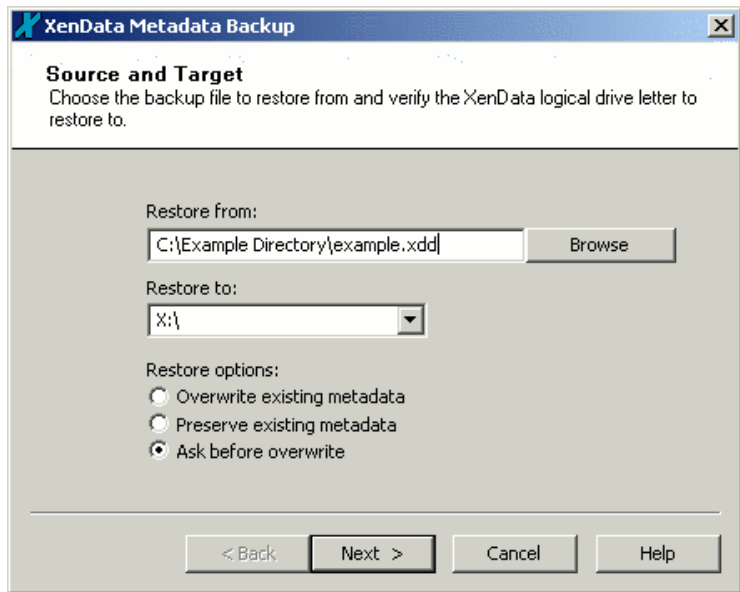 XenData Metadata Backup
Source and Target
Choose the backup file to restore from and verify the XenData logical drive letter to
restore to.
Restore from:
C:\Example Directory\example.xdd
Browse
Restore to:
X:\
Restore options:
Overwrite existing metadata
Preserve existing metadata
Ask before overwrite
< Back
Next >
Cancel
Help